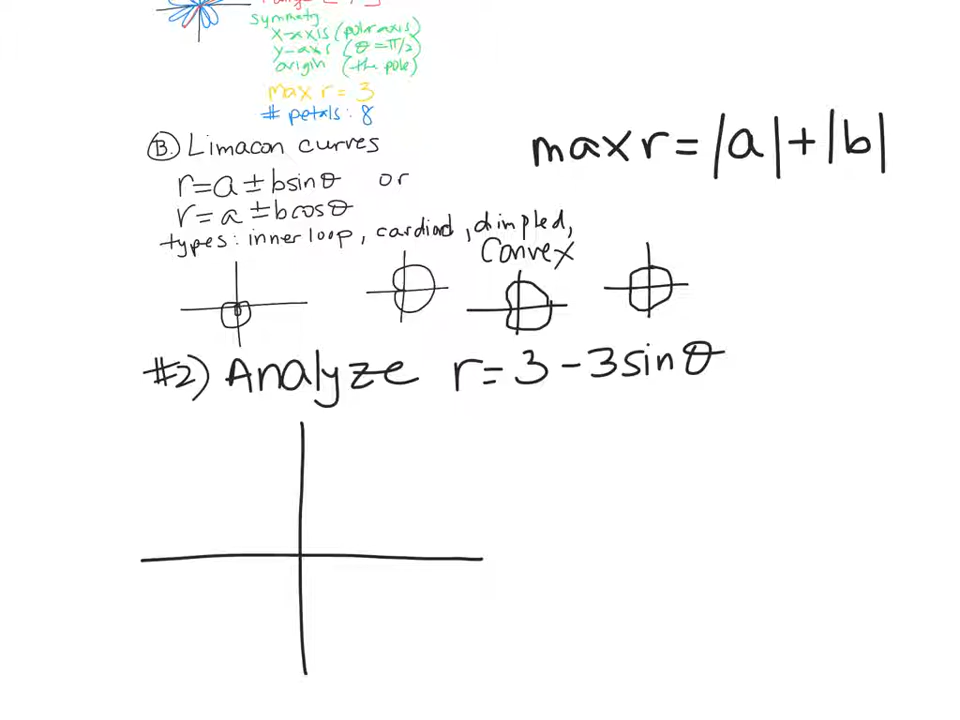 symmetry
x-axis (polar axis)
y-axis (θ = π/2)
origin (the pole)
max r = 3
# petals: 8
B. Limacon curves
r = a ± bsinθ or
r = a ± bcosθ
types: inner loop, cardioid, dimpled,
Convex
max r = |a| + |b|
#2) Analyze r = 3 - 3sinθ